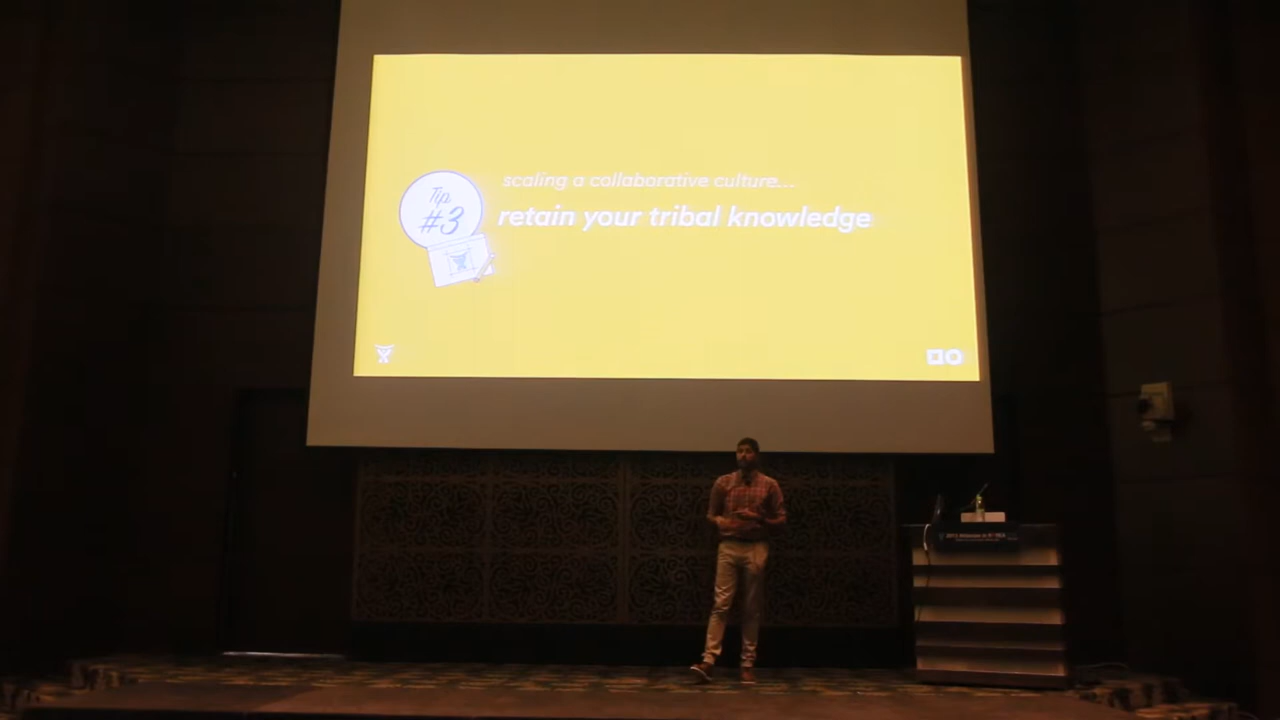 scaling a collaborative culture...
Tip
#3
retain your tribal knowledge